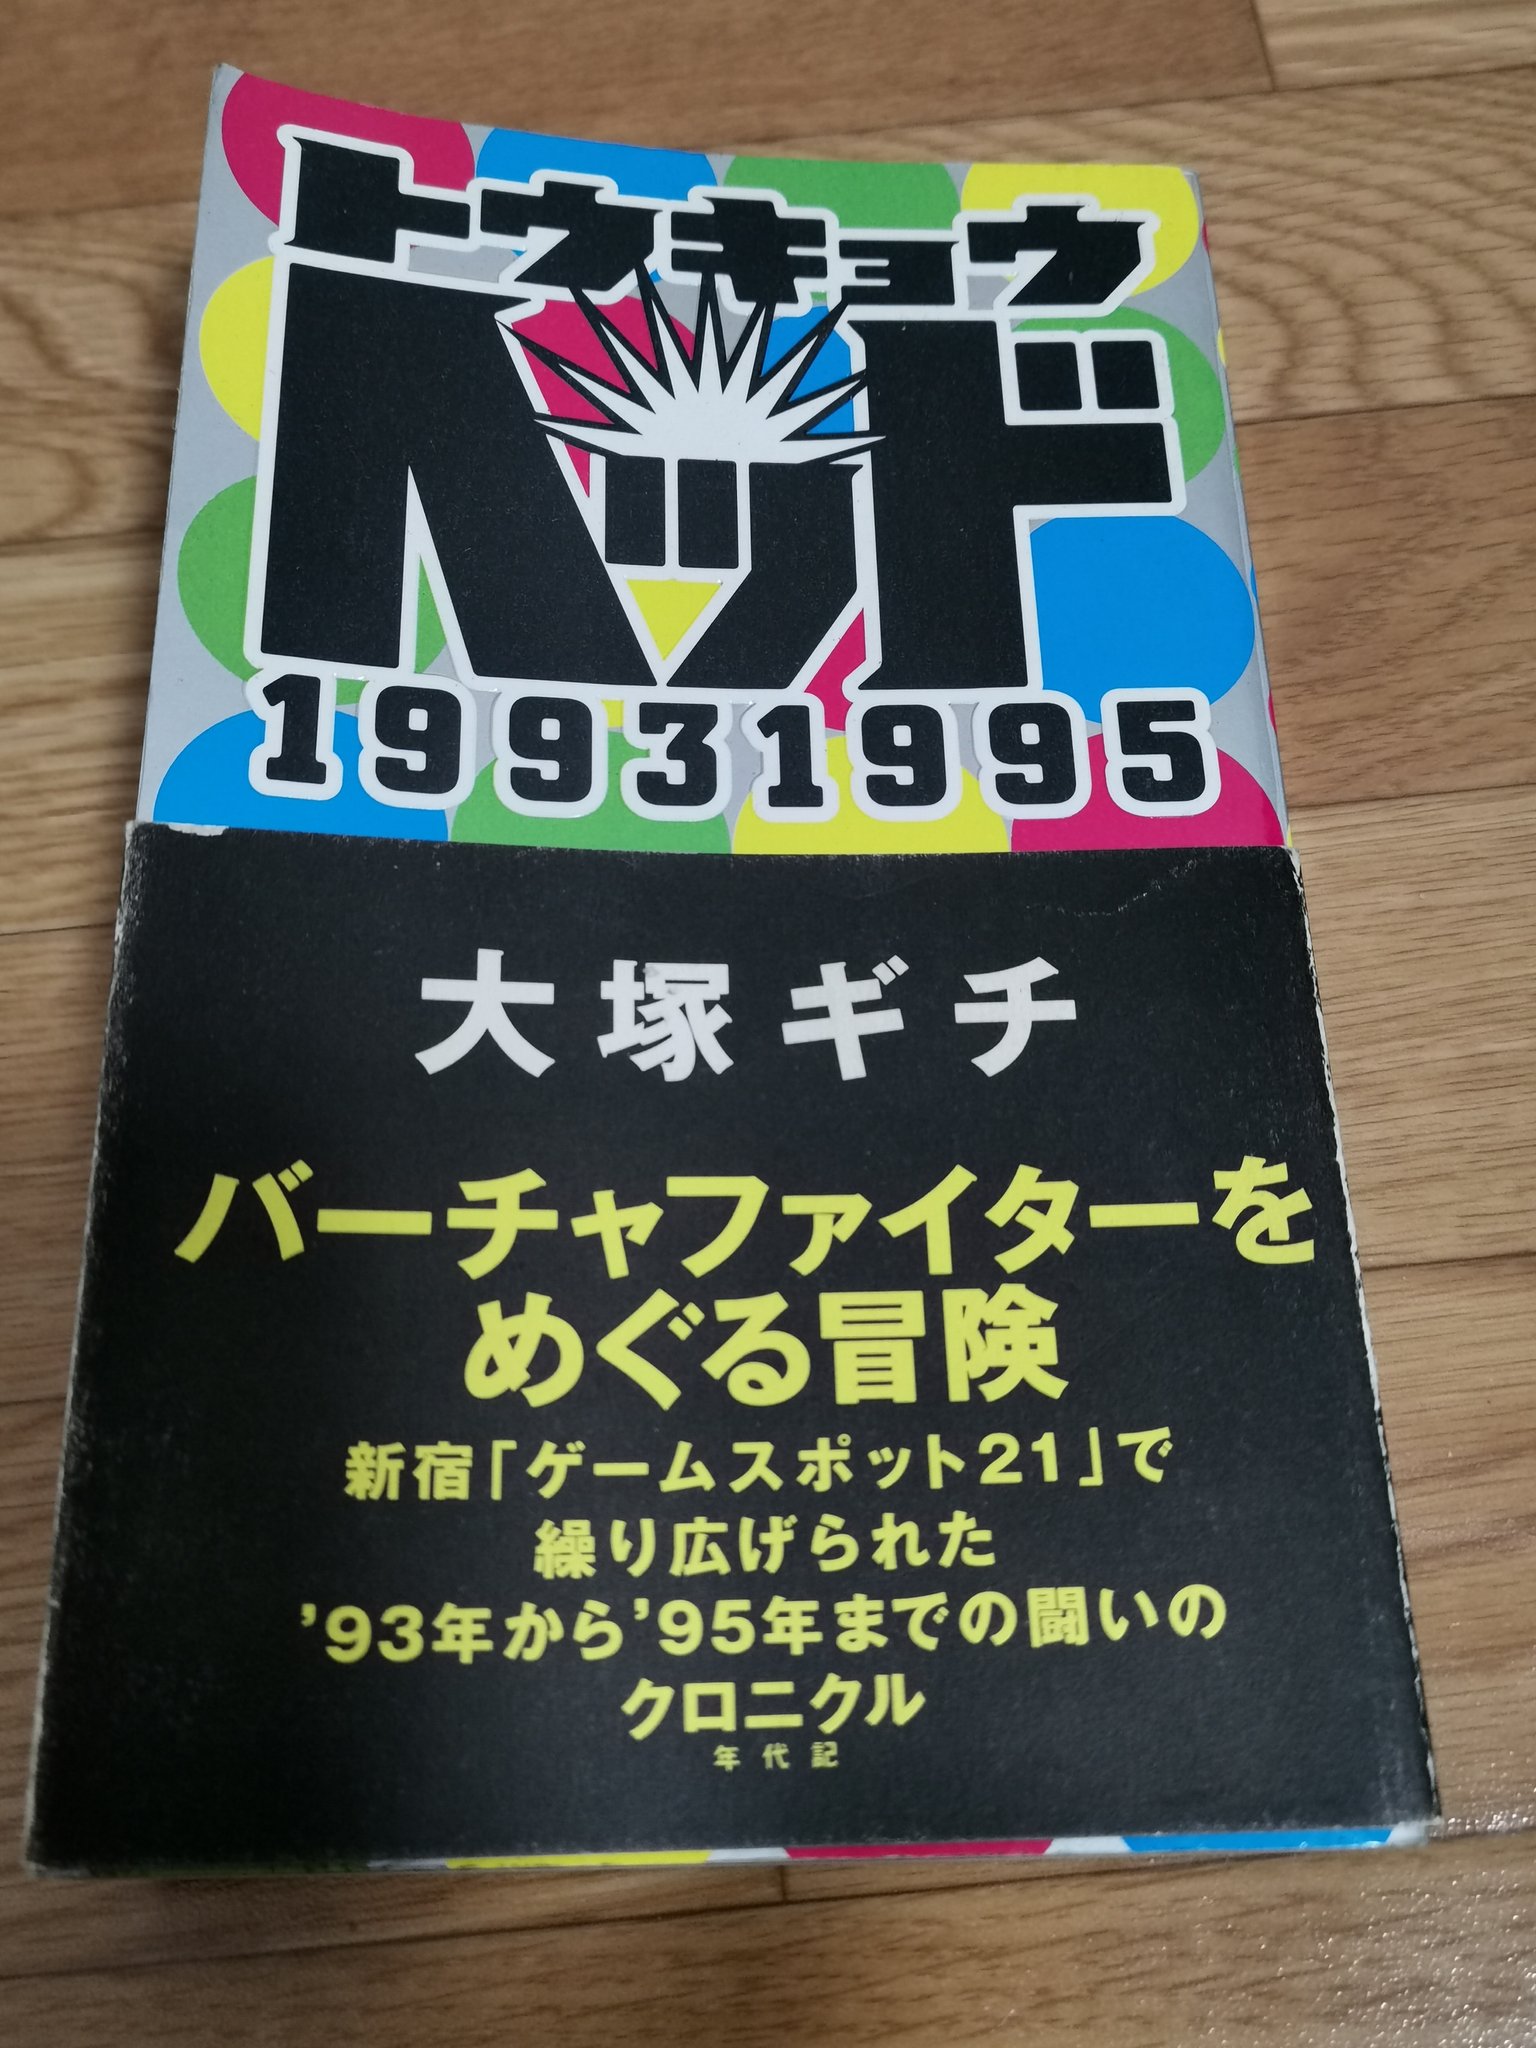 トウキョウ
ヘッド
19931995
大塚ギチ
バーチャファイターを
めぐる冒険
新宿「ゲームスポット21」で
繰り広げられた
’93年から’95年までの闘いの
クロニクル
年代記